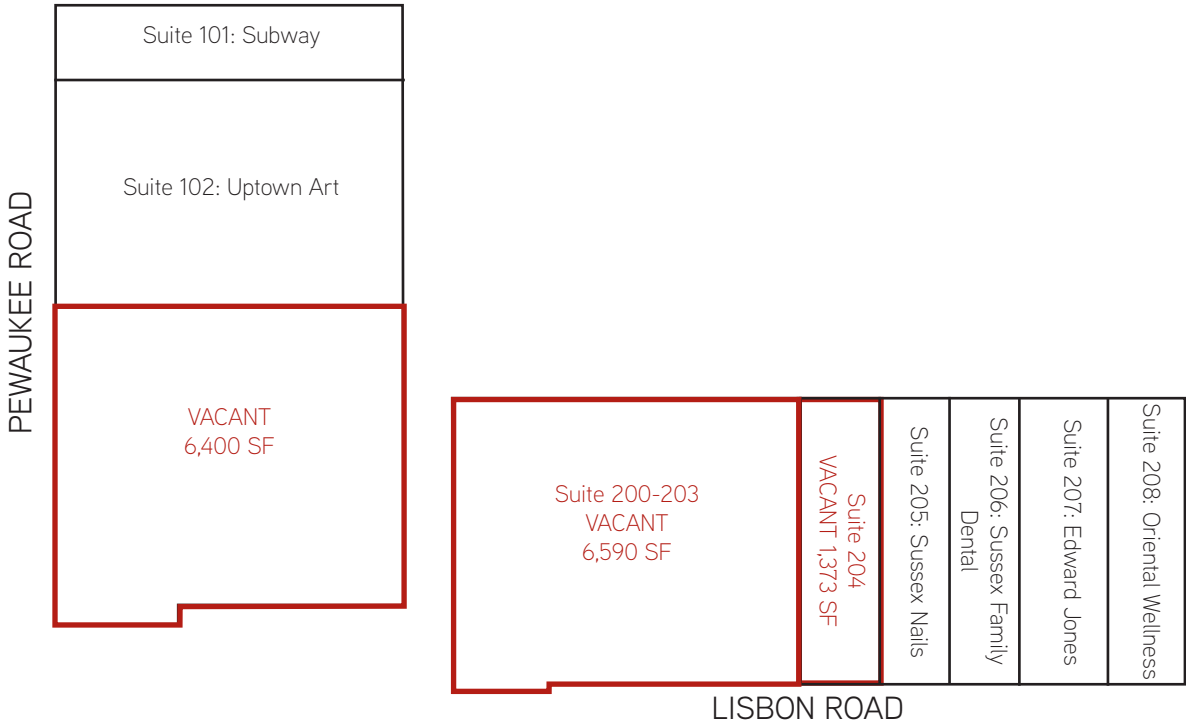 Suite 101: Subway
Suite 102: Uptown Art
PEWAUKEE ROAD
VACANT
6,400 SF
Suite 200-203
VACANT
6,590 SF
Suite 204
VACANT 1,373 SF
Suite 205: Sussex Nails
Suite 206: Sussex Family
Dental
Suite 207: Edward Jones
Suite 208: Oriental Wellness
LISBON ROAD